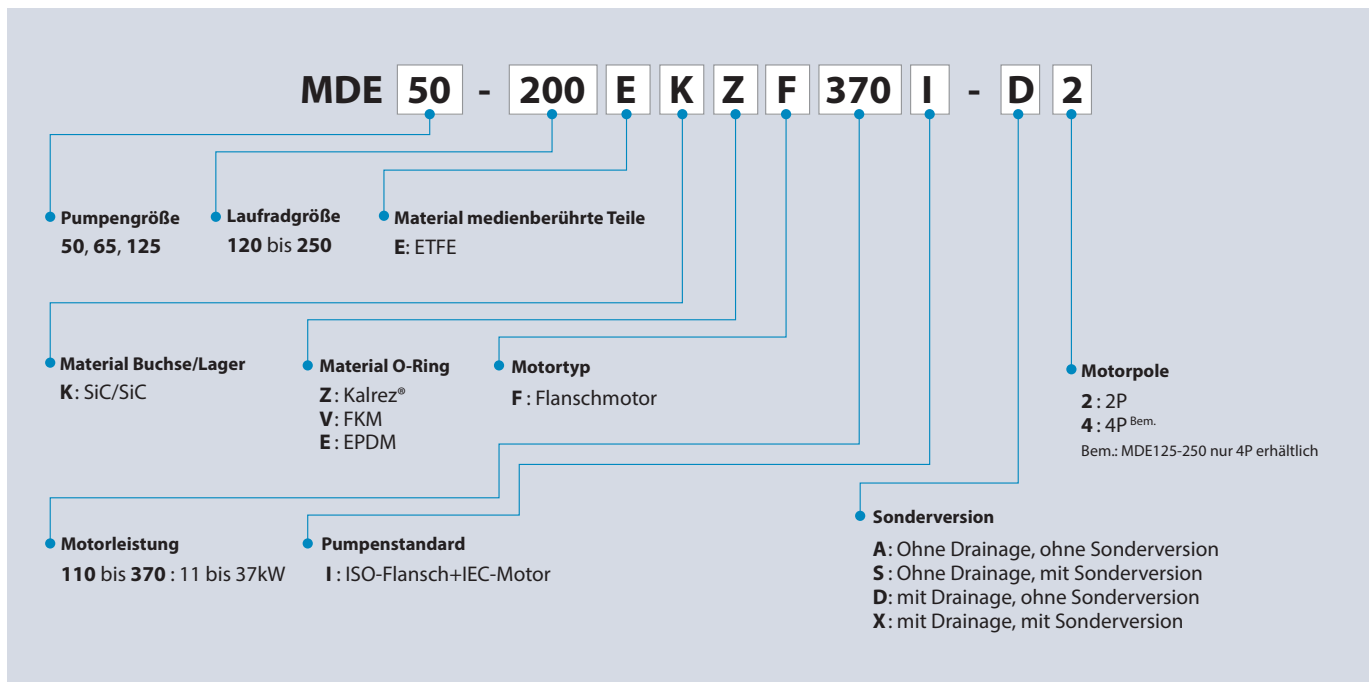 MDE 50 - 200 E K Z F 370 I - D 2
Pumpengröße
50, 65, 125
Laufradgröße
120 bis 250
Material medienberührte Teile
E: ETFE
Material Buchse/Lager
K: SiC/SiC
Material O-Ring
Z: Kalrez®
V: FKM
E: EPDM
Motortyp
F: Flanschmotor
Motorpole
2: 2P
4: 4P Bem.
Bem.: MDE125-250 nur 4P erhältlich
Motorleistung
110 bis 370: 11 bis 37kW
Pumpenstandard
I: ISO-Flansch+IEC-Motor
Sonderversion
A: Ohne Drainage, ohne Sonderversion
S: Ohne Drainage, mit Sonderversion
D: mit Drainage, ohne Sonderversion
X: mit Drainage, mit Sonderversion